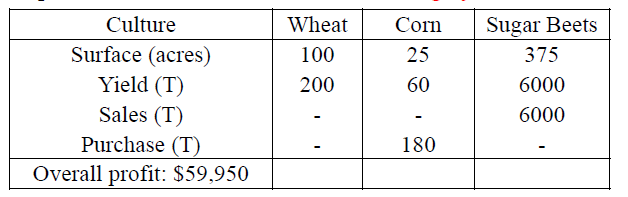 Culture Wheat Corn Sugar Beets
Surface (acres) 100 25 375
Yield (T) 200 60 6000
Sales (T) - - 6000
Purchase (T) - 180 -
Overall profit: $59,950